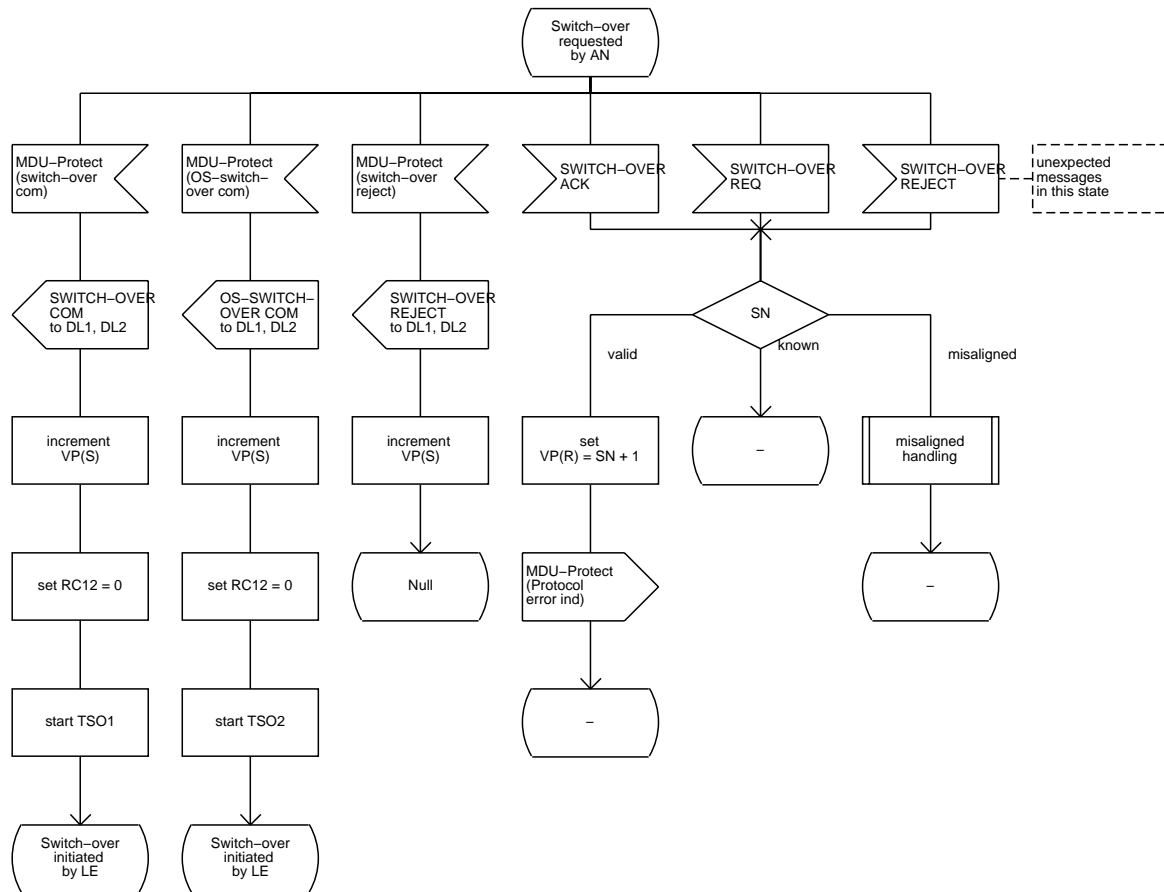 Switch–over
requested
by AN
MDU–Protect
(switch–over
com)
MDU–Protect
(OS–switch–
over com)
MDU–Protect
(switch–over
reject)
SWITCH–OVER
ACK
SWITCH–OVER
REQ
SWITCH–OVER
REJECT
unexpected
messages
in this state
SWITCH–OVER
COM
to DL1, DL2
OS–SWITCH–
OVER COM
to DL1, DL2
SWITCH–OVER
REJECT
to DL1, DL2
SN
valid
known
misaligned
increment
VP(S)
increment
VP(S)
increment
VP(S)
set
VP(R) = SN + 1
–
misaligned
handling
set RC12 = 0
set RC12 = 0
Null
MDU–Protect
(Protocol
error ind)
–
start TSO1
start TSO2
–
Switch–over
initiated
by LE
Switch–over
initiated
by LE